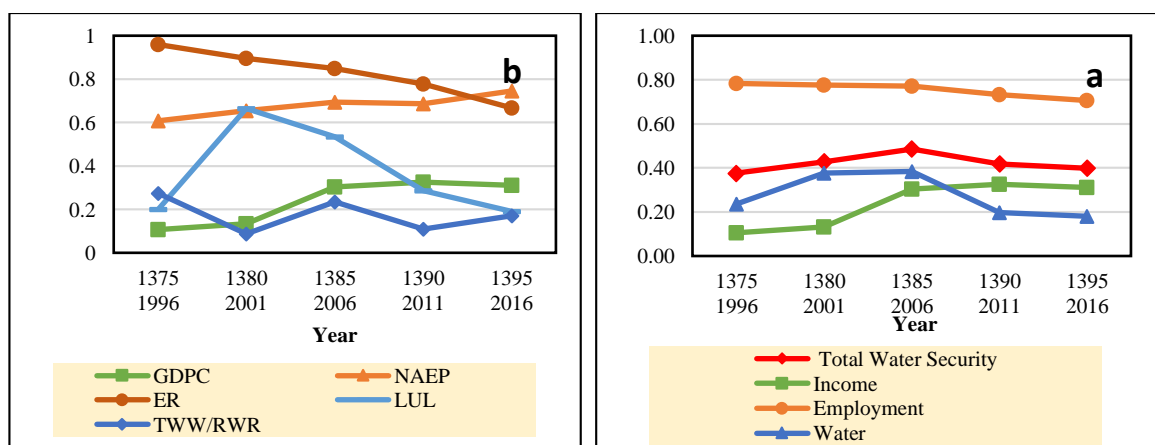 b
1
0.8
0.6
0.4
0.2
0
1375 1380 1385 1390 1395
1996 2001 2006 2011 2016
Year
GDPC NAEP
ER LUL
TWW/RWR
a
1.00
0.80
0.60
0.40
0.20
0.00
1375 1380 1385 1390 1395
1996 2001 2006 2011 2016
Year
Total Water Security
Income
Employment
Water